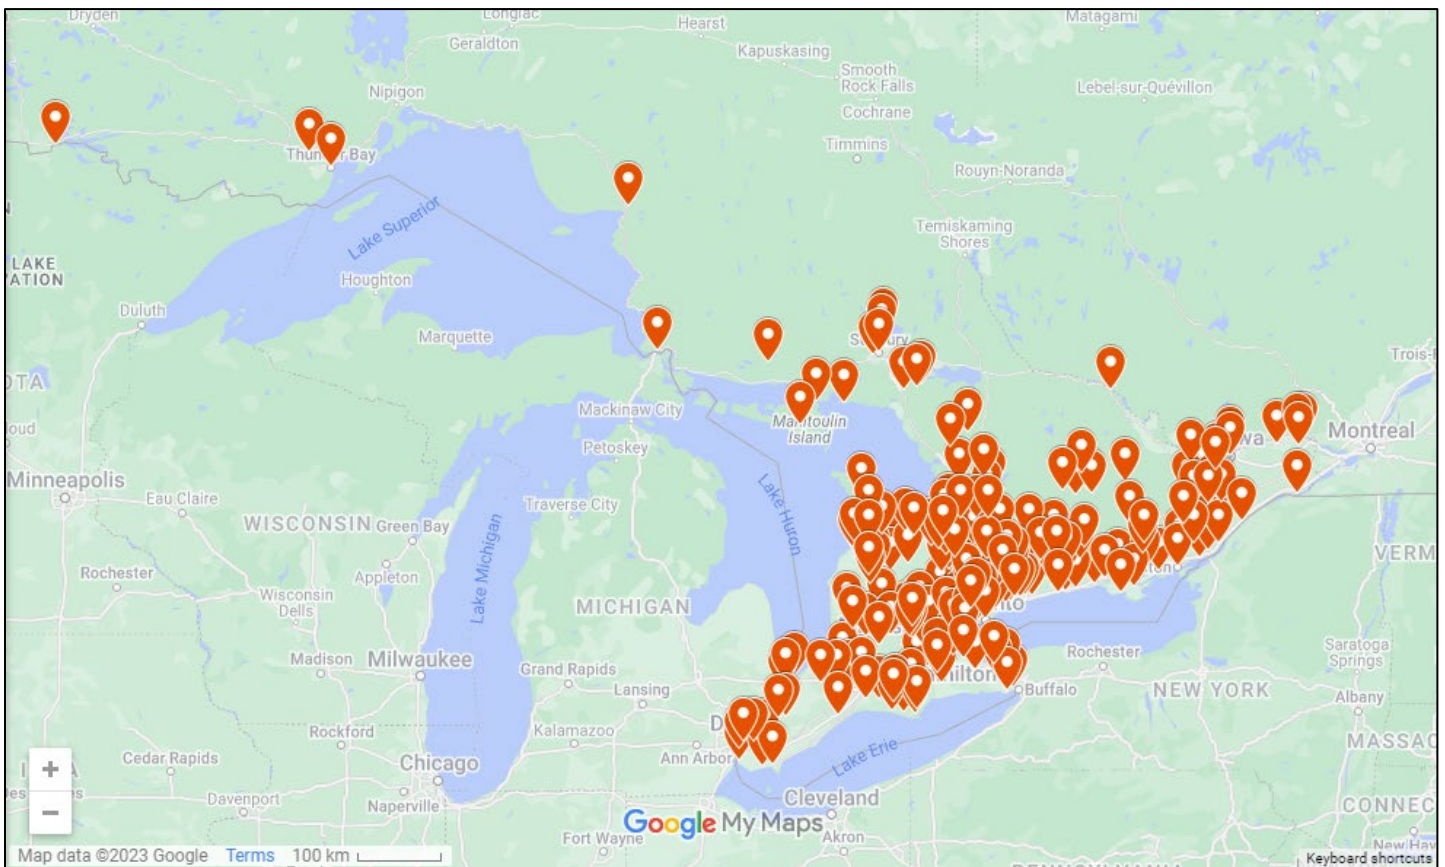 Dryden
Longlac
Hearst
Matagami
Geraldton
Kapuskasing
Smooth
Rock Falls
Lebel-sur-Quévillon
Nipigon
Cochrane
Timmins
Thunder Bay
Rouyn-Noranda
Lake Superior
Temiskaming
Shores
LAKE
Houghton
Duluth
Marquette
Mackinaw City
Manitoulin
Island
Montreal
Petoskey
Minneapolis
Eau Claire
Traverse City
Lake Huron
WISCONSIN
Green Bay
Lake Michigan
Appleton
Rochester
Wisconsin
Dells
MICHIGAN
Madison
Milwaukee
Grand Rapids
Rochester
Saratoga
Springs
Lansing
Buffalo
NEW YORK
Albany
Rockford
Kalamazoo
Ann Arbor
Lake Erie
Cedar Rapids
Chicago
Davenport
Naperville
Cleveland
Fort Wayne
Akron
Google My Maps
+
−
Map data ©2023 Google Terms 100 km
Keyboard shortcuts